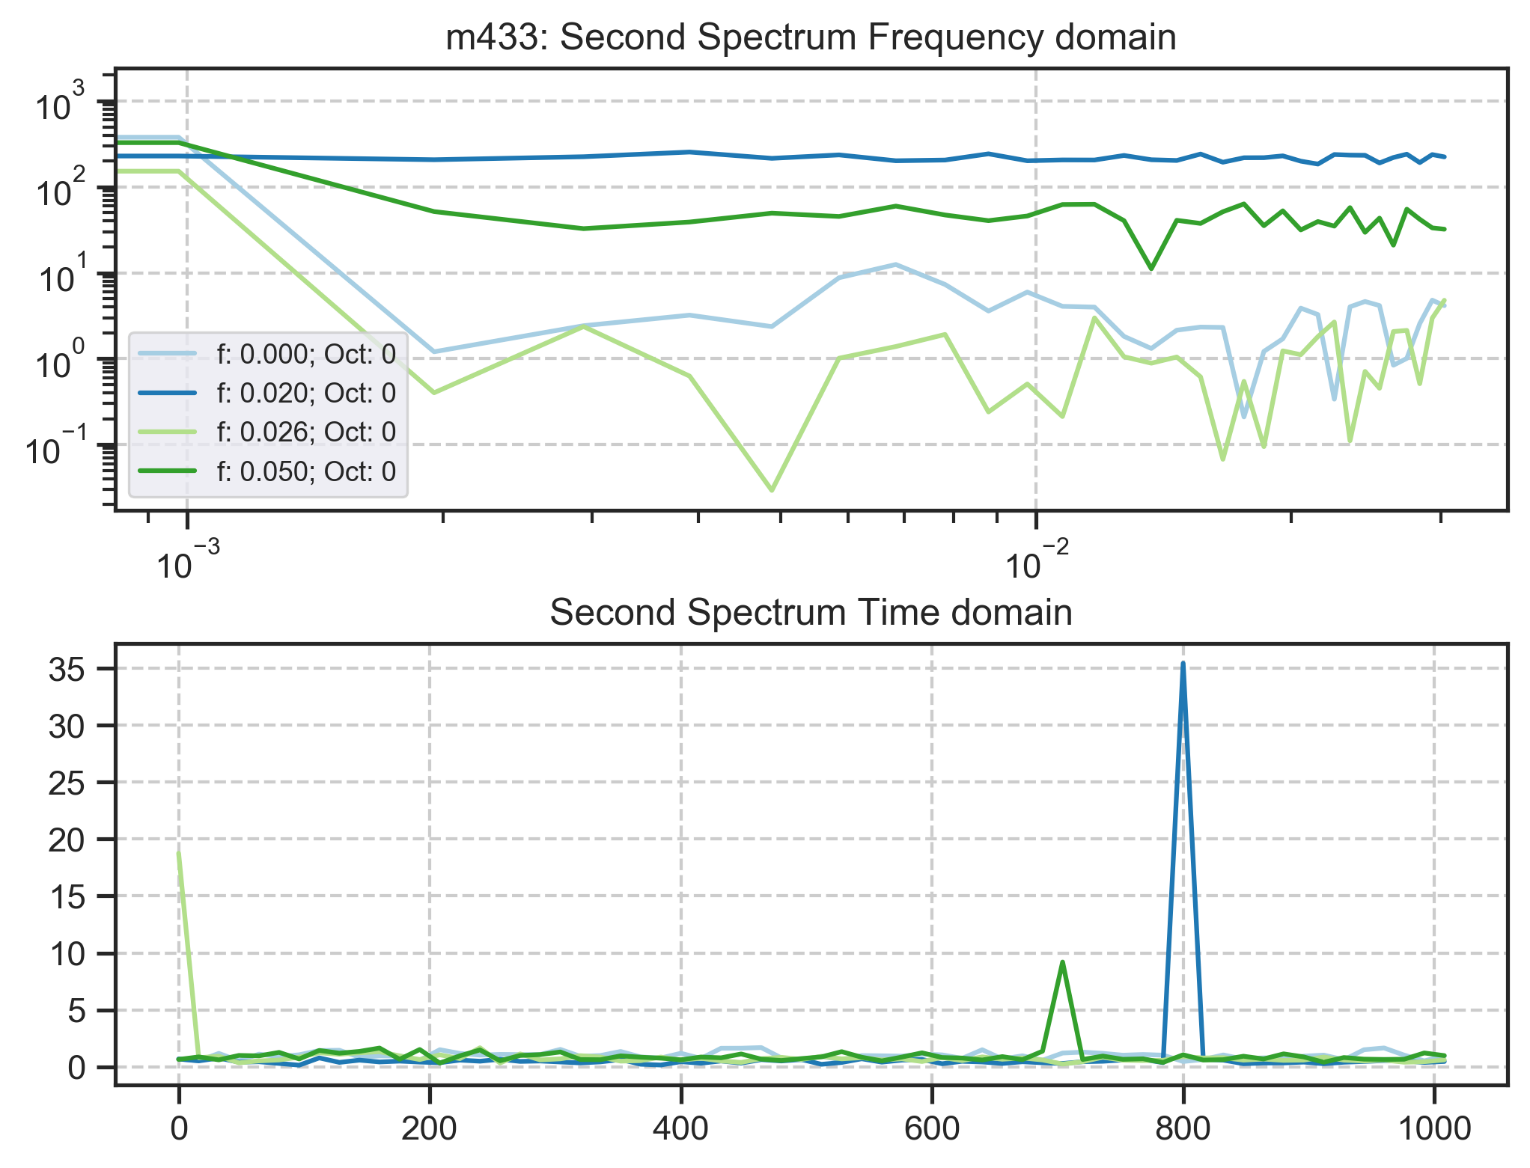 m433: Second Spectrum Frequency domain
10^3
10^2
10^1
10^0
10^−1
f: 0.000; Oct: 0
f: 0.020; Oct: 0
f: 0.026; Oct: 0
f: 0.050; Oct: 0
10^−3 10^−2
Second Spectrum Time domain
35
30
25
20
15
10
5
0
0 200 400 600 800 1000